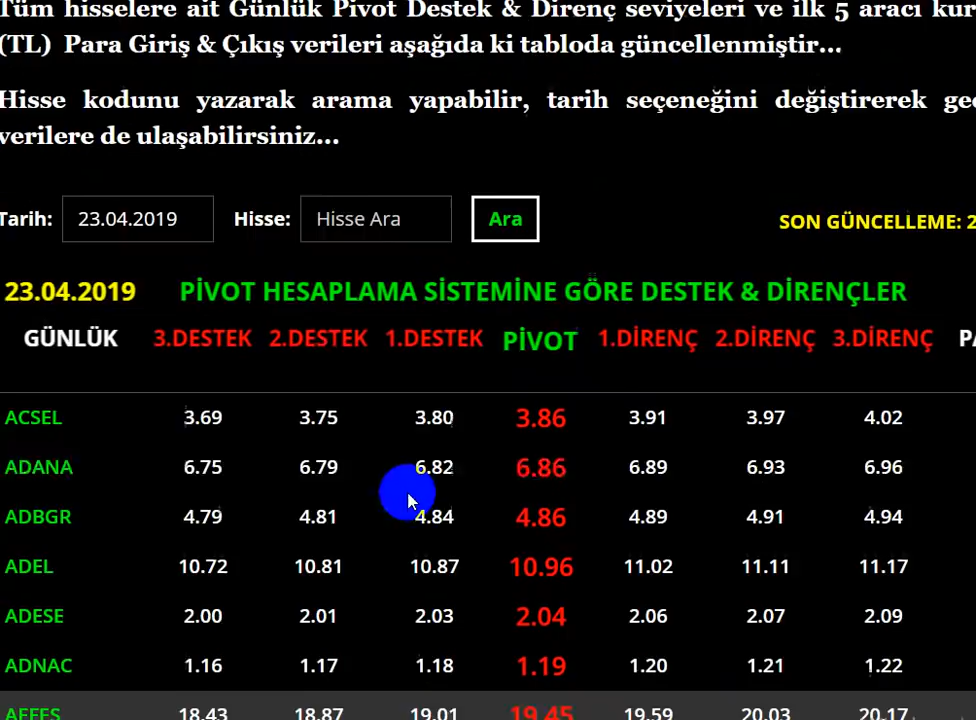 Tüm hisselere ait Günlük Pivot Destek & Direnç seviyeleri ve ilk 5 aracı kur
(TL) Para Giriş & Çıkış verileri aşağıda ki tabloda güncellenmiştir...
Hisse kodunu yazarak arama yapabilir, tarih seçeneğini değiştirerek geç
verilere de ulaşabilirsiniz...
Tarih: 23.04.2019 Hisse: Hisse Ara Ara SON GÜNCELLEME: 2
23.04.2019 PİVOT HESAPLAMA SİSTEMİNE GÖRE DESTEK & DİRENÇLER
GÜNLÜK 3.DESTEK 2.DESTEK 1.DESTEK PİVOT 1.DİRENÇ 2.DİRENÇ 3.DİRENÇ PA
ACSEL 3.69 3.75 3.80 3.86 3.91 3.97 4.02
ADANA 6.75 6.79 6.82 6.86 6.89 6.93 6.96
ADBGR 4.79 4.81 4.84 4.86 4.89 4.91 4.94
ADEL 10.72 10.81 10.87 10.96 11.02 11.11 11.17
ADESE 2.00 2.01 2.03 2.04 2.06 2.07 2.09
ADNAC 1.16 1.17 1.18 1.19 1.20 1.21 1.22
AEFES 18.43 18.87 19.01 19.45 19.59 20.03 20.17